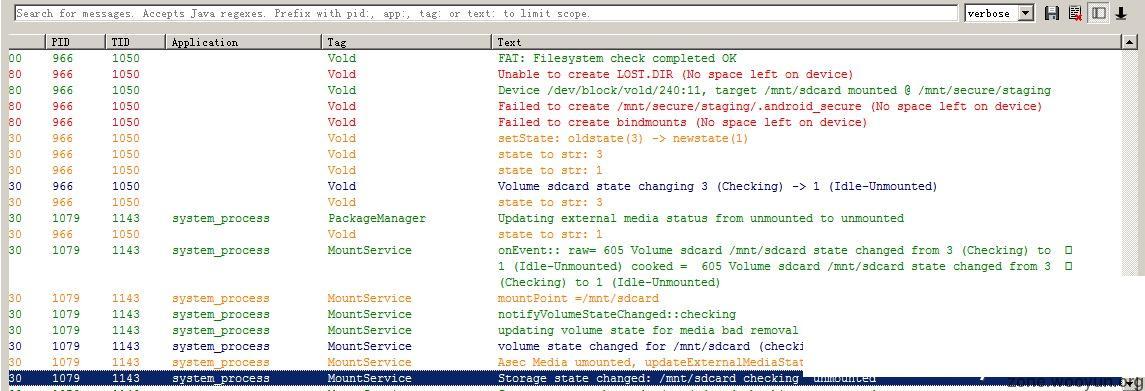 Search for messages. Accepts Java regexes. Prefix with pid:, app:, tag: or text: to limit scope. verbose
PID TID Application Tag Text
00 966 1050 Vold FAT: Filesystem check completed OK
80 966 1050 Vold Unable to create LOST.DIR (No space left on device)
80 966 1050 Vold Device /dev/block/vold/240:11, target /mnt/sdcard mounted @ /mnt/secure/staging
80 966 1050 Vold Failed to create /mnt/secure/staging/.android_secure (No space left on device)
80 966 1050 Vold Failed to create bindmounts (No space left on device)
30 966 1050 Vold setState: oldstate(3) -> newstate(1)
30 966 1050 Vold state to str: 3
30 966 1050 Vold state to str: 1
30 966 1050 Vold Volume sdcard state changing 3 (Checking) -> 1 (Idle-Unmounted)
30 966 1050 Vold state to str: 3
30 1079 1143 system_process PackageManager Updating external media status from unmounted to unmounted
30 966 1050 Vold state to str: 1
30 1079 1143 system_process MountService onEvent:: raw= 605 Volume sdcard /mnt/sdcard state changed from 3 (Checking) to
1 (Idle-Unmounted) cooked = 605 Volume sdcard /mnt/sdcard state changed from 3
(Checking) to 1 (Idle-Unmounted)
30 1079 1143 system_process MountService mountPoint =/mnt/sdcard
30 1079 1143 system_process MountService notifyVolumeStateChanged::checking
30 1079 1143 system_process MountService updating volume state for media bad removal
30 1079 1143 system_process MountService volume state changed for /mnt/sdcard (checki
30 1079 1143 system_process MountService Asec Media umounted, updateExternalMediaStat
30 1079 1143 system_process MountService Storage state changed: /mnt/sdcard checking unmounted
zone.wooyun.org